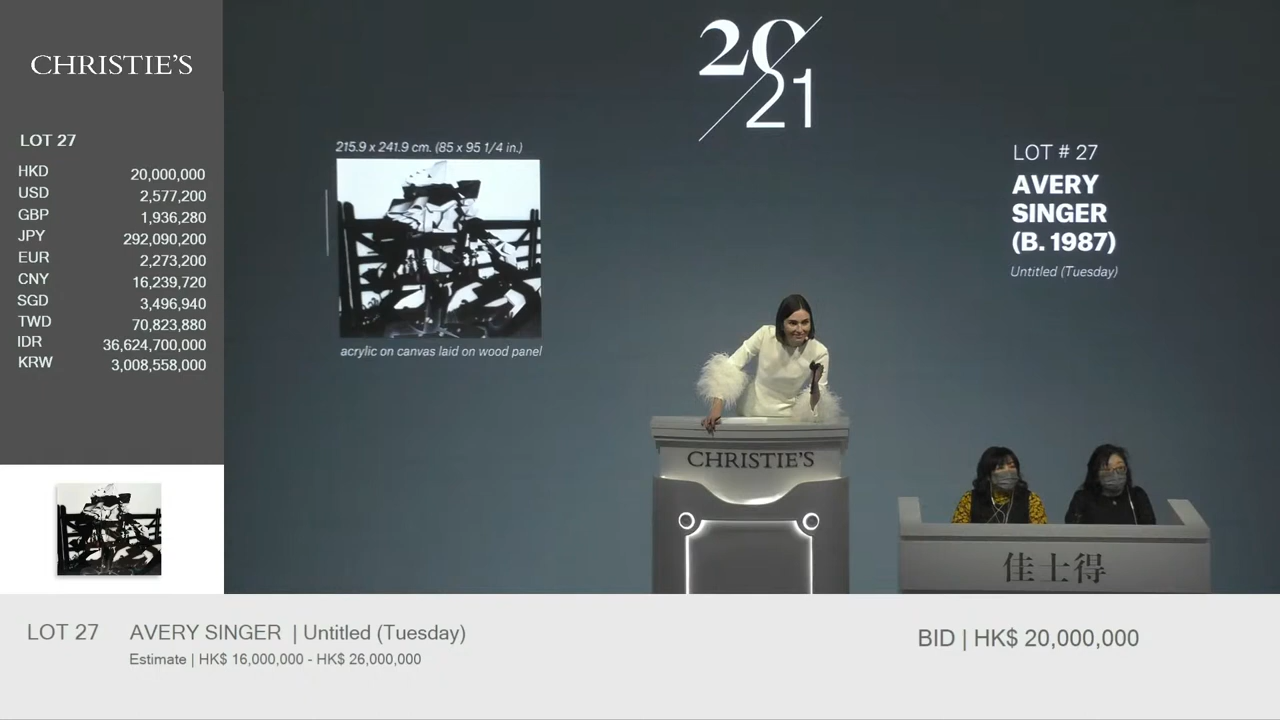 CHRISTIE'S
LOT 27
HKD 20,000,000
USD 2,577,200
GBP 1,936,280
JPY 292,090,200
EUR 2,273,200
CNY 16,239,720
SGD 3,496,940
TWD 70,823,880
IDR 36,624,700,000
KRW 3,008,558,000
20
21
215.9 x 241.9 cm. (85 x 95 1/4 in.)
acrylic on canvas laid on wood panel
LOT # 27
AVERY
SINGER
(B. 1987)
Untitled (Tuesday)
CHRISTIE'S
佳士得
LOT 27 AVERY SINGER | Untitled (Tuesday)
Estimate | HK$ 16,000,000 - HK$ 26,000,000
BID | HK$ 20,000,000